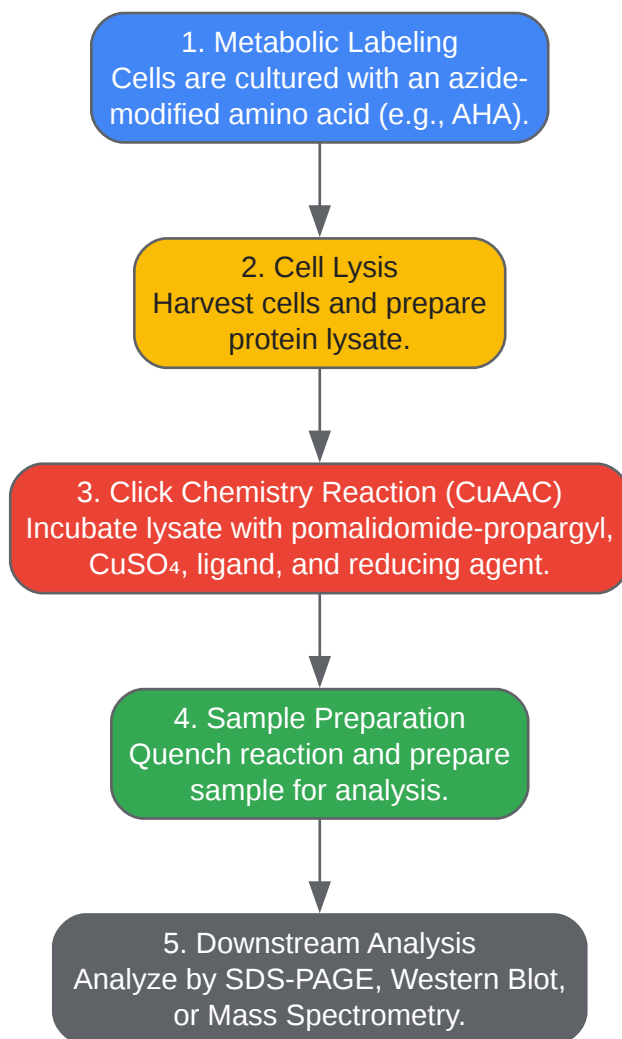 1. Metabolic Labeling
Cells are cultured with an azide-
modified amino acid (e.g., AHA).
2. Cell Lysis
Harvest cells and prepare
protein lysate.
3. Click Chemistry Reaction (CuAAC)
Incubate lysate with pomalidomide-propargyl,
CuSO₄, ligand, and reducing agent.
4. Sample Preparation
Quench reaction and prepare
sample for analysis.
5. Downstream Analysis
Analyze by SDS-PAGE, Western Blot,
or Mass Spectrometry.